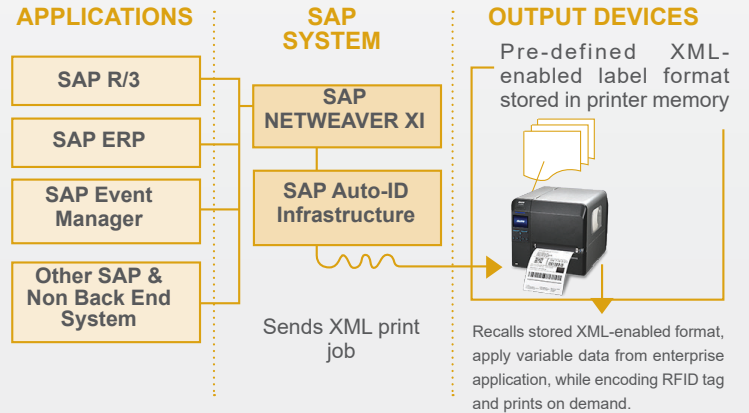 APPLICATIONS
SAP R/3
SAP ERP
SAP Event
Manager
Other SAP &
Non Back End
System
SAP
SYSTEM
SAP
NETWEAVER XI
SAP Auto-ID
Infrastructure
Sends XML print
job
OUTPUT DEVICES
Pre-defined XML-
enabled label format
stored in printer memory
Recalls stored XML-enabled format,
apply variable data from enterprise
application, while encoding RFID tag
and prints on demand.